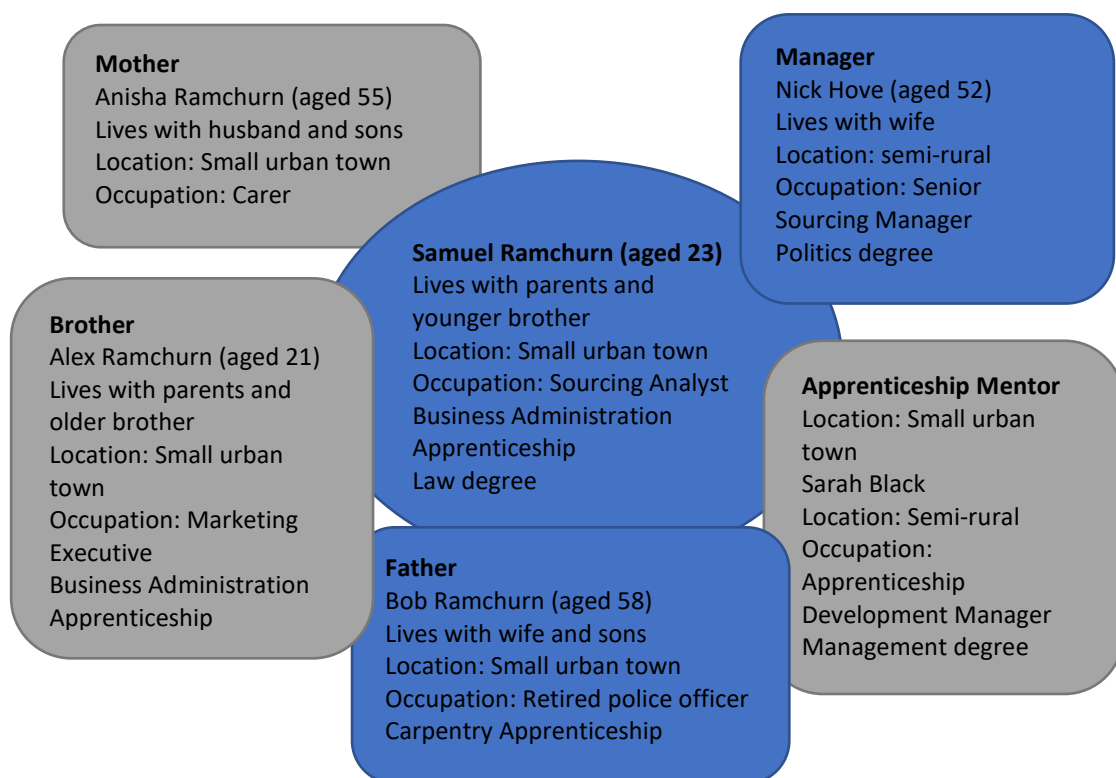 Mother
Anisha Ramchurn (aged 55)
Lives with husband and sons
Location: Small urban town
Occupation: Carer
Manager
Nick Hove (aged 52)
Lives with wife
Location: semi-rural
Occupation: Senior
Sourcing Manager
Politics degree
Samuel Ramchurn (aged 23)
Lives with parents and
younger brother
Location: Small urban town
Occupation: Sourcing Analyst
Business Administration
Apprenticeship
Law degree
Brother
Alex Ramchurn (aged 21)
Lives with parents and
older brother
Location: Small urban
town
Occupation: Marketing
Executive
Business Administration
Apprenticeship
Apprenticeship Mentor
Location: Small urban
town
Sarah Black
Location: Semi-rural
Occupation:
Apprenticeship
Development Manager
Management degree
Father
Bob Ramchurn (aged 58)
Lives with wife and sons
Location: Small urban town
Occupation: Retired police officer
Carpentry Apprenticeship